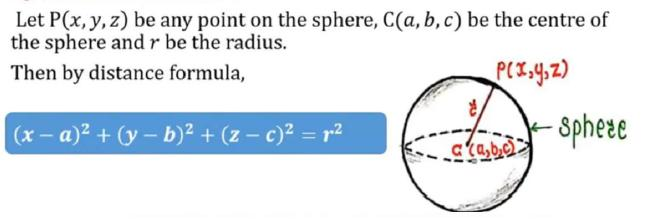 Let P(x, y, z) be any point on the sphere, C(a, b, c) be the centre of
the sphere and r be the radius.
Then by distance formula,
(x − a)² + (y − b)² + (z − c)² = r²
P(x,y,z)
r
C (a,b,c)
sphere